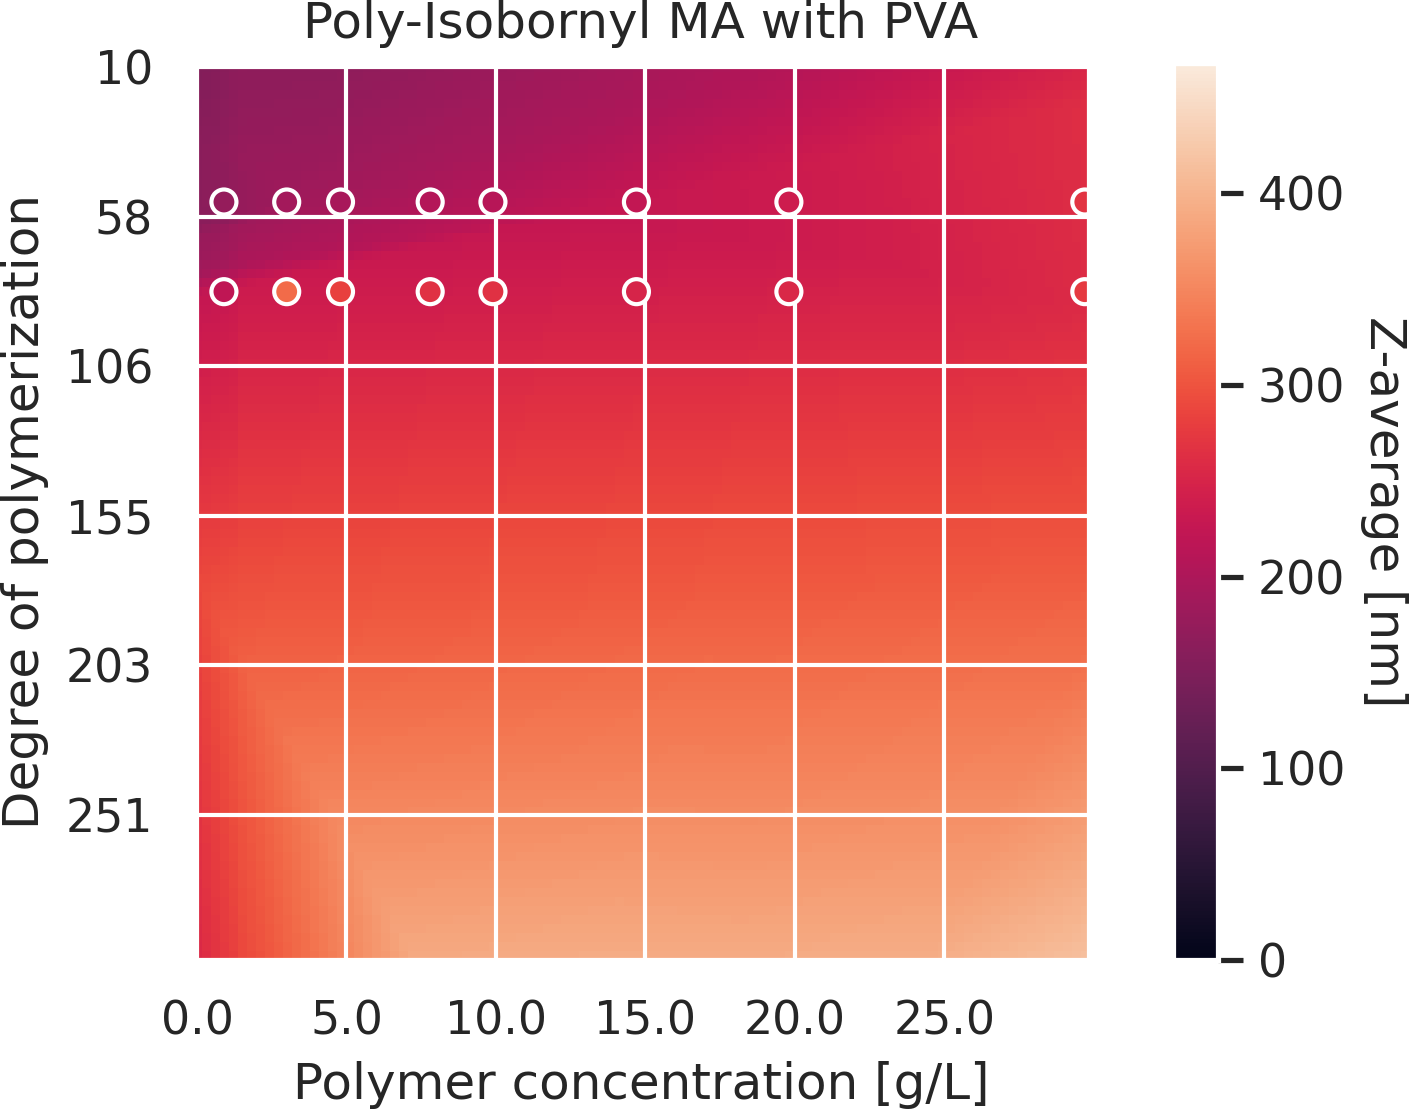 Poly-Isobornyl MA with PVA
Degree of polymerization
10
58
106
155
203
251
0.0 5.0 10.0 15.0 20.0 25.0
Polymer concentration [g/L]
400
300
200
100
0
Z-average [nm]